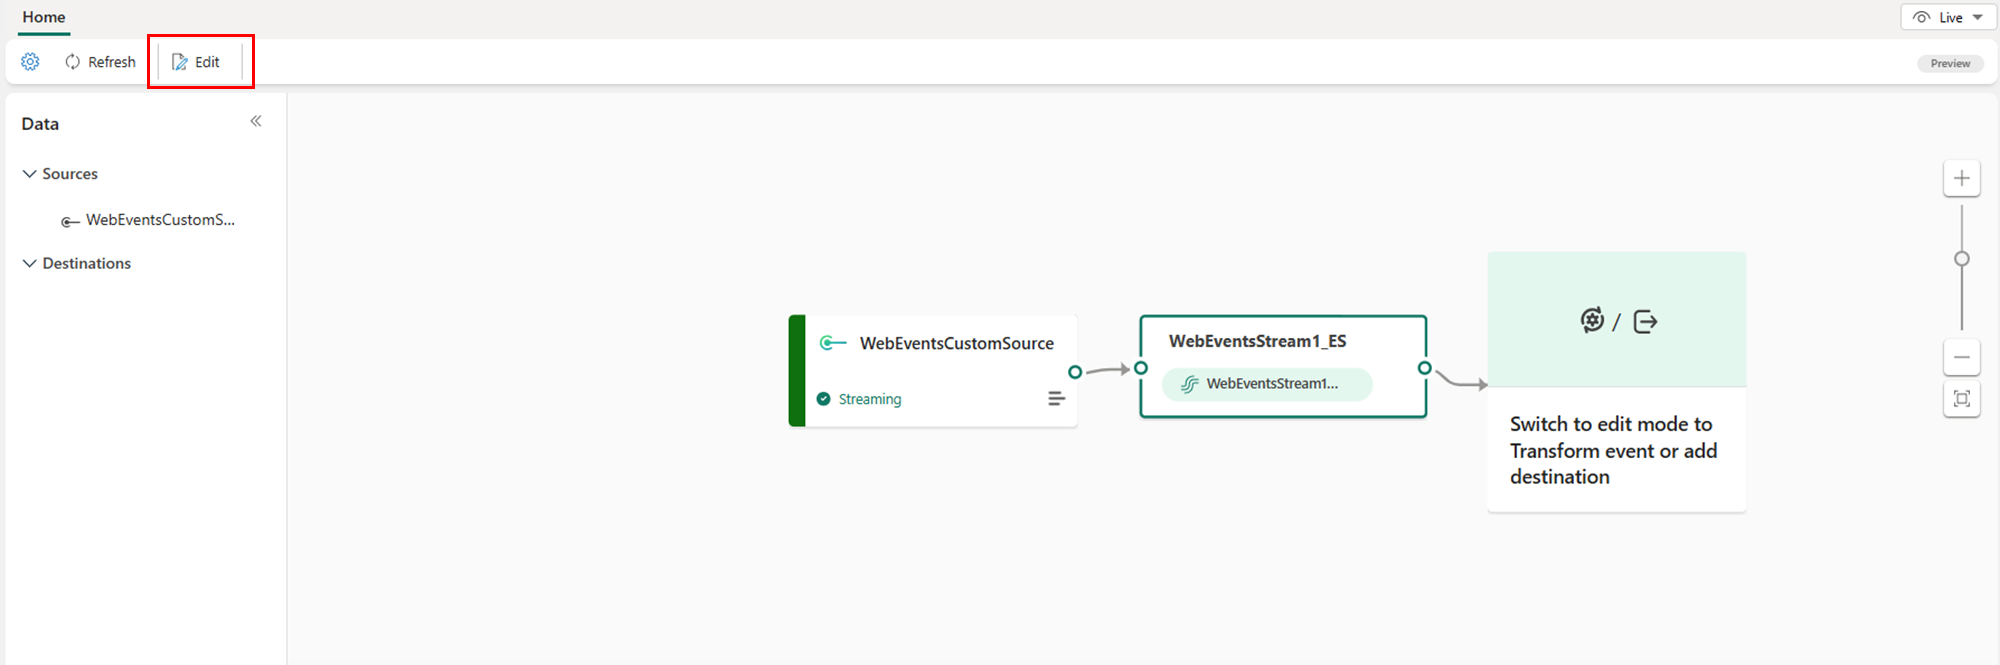 Home
Live
Refresh
Edit
Preview
Data
Sources
WebEventsCustomS...
Destinations
WebEventsCustomSource
Streaming
WebEventsStream1_ES
WebEventsStream1...
/
Switch to edit mode to
Transform event or add
destination